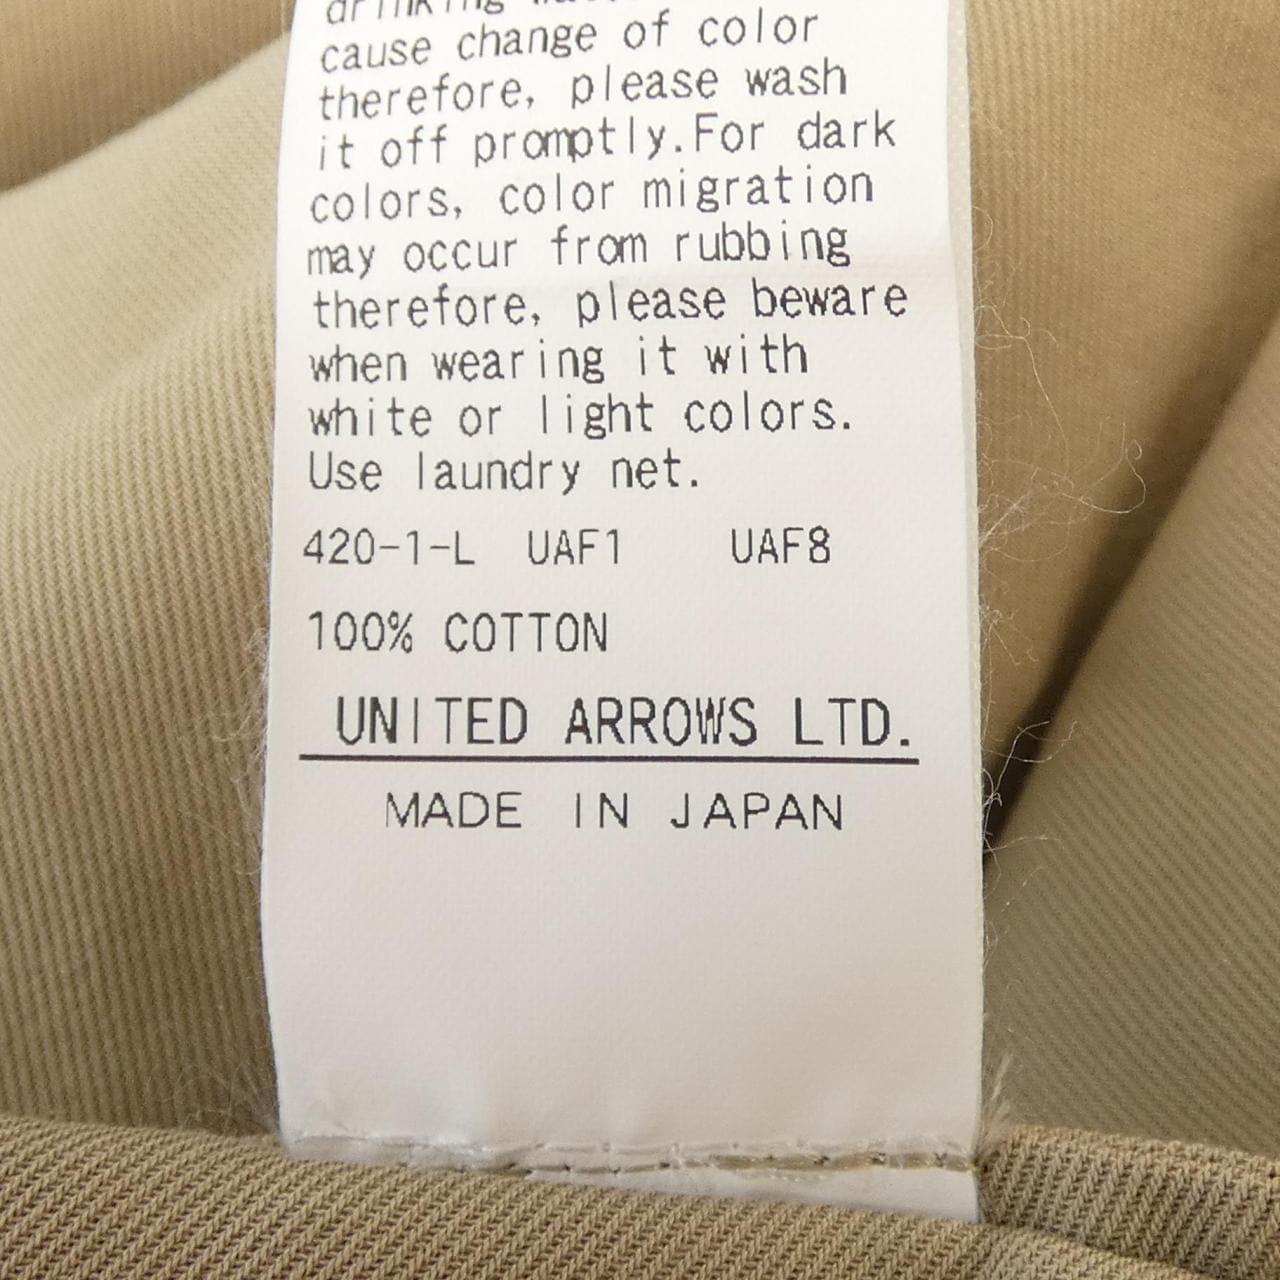 drinking
cause change of color
therefore, please wash
it off promptly.For dark
colors, color migration
may occur from rubbing
therefore, please beware
when wearing it with
white or light colors.
Use laundry net.
420-1-L UAF1 UAF8
100% COTTON
UNITED ARROWS LTD.
MADE IN JAPAN